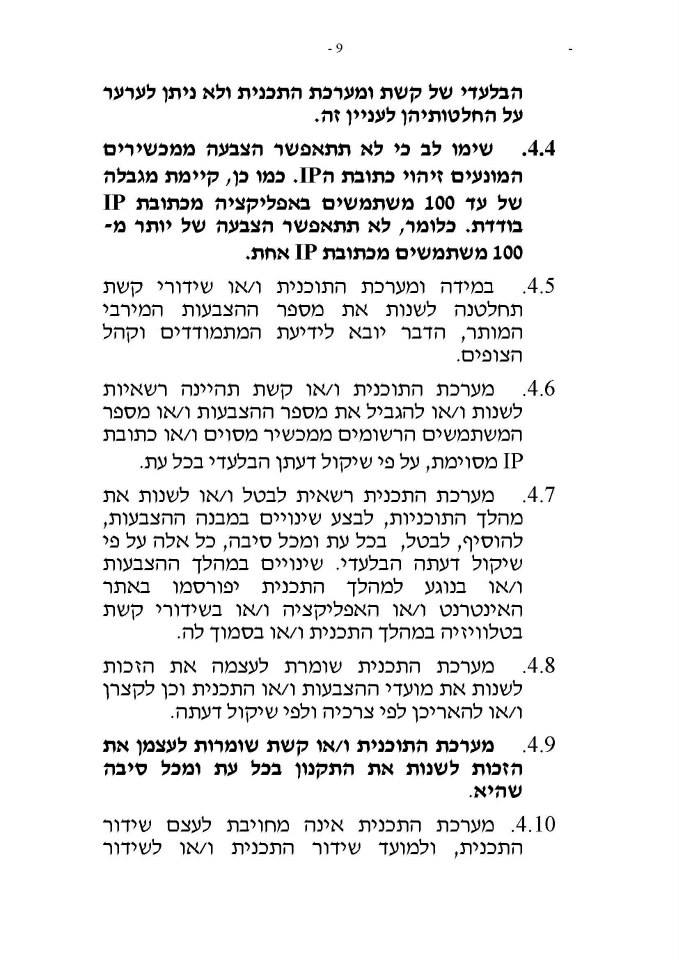 - 9 -
הבלעדי של קשת ומערכת התכנית ולא ניתן לערער
על החלטותיהן לעניין זה.
4.4. שימו לב כי לא תתאפשר הצבעה ממכשירים
המונעים זיהוי כתובת הIP. כמו כן, קיימת מגבלה
של עד 100 משתמשים באפליקציה מכתובת IP
בודדת. כלומר, לא תתאפשר הצבעה של יותר מ-
100 משתמשים מכתובת IP אחת.
4.5. במידה ומערכת התוכנית ו/או שידורי קשת
תחלטנה לשנות את מספר ההצבעות המירבי
המותר, הדבר יובא לידיעת המתמודדים וקהל
הצופים.
4.6. מערכת התוכנית ו/או קשת תהיינה רשאיות
לשנות ו/או להגביל את מספר ההצבעות ו/או מספר
המשתמשים הרשומים ממכשיר מסוים ו/או כתובת
IP מסוימת, על פי שיקול דעתן הבלעדי בכל עת.
4.7. מערכת התכנית רשאית לבטל ו/או לשנות את
מהלך התוכניות, לבצע שינויים במבנה ההצבעות,
להוסיף, לבטל, בכל עת ומכל סיבה, כל אלה על פי
שיקול דעתה הבלעדי. שינויים במהלך ההצבעות
ו/או בנוגע למהלך התכנית יפורסמו באתר
האינטרנט ו/או האפליקציה ו/או בשידורי קשת
בטלוויזיה במהלך התכנית ו/או בסמוך לה.
4.8. מערכת התכנית שומרת לעצמה את הזכות
לשנות את מועדי ההצבעות ו/או התכנית וכן לקצרן
ו/או להאריכן לפי צרכיה ולפי שיקול דעתה.
4.9. מערכת התוכנית ו/או קשת שומרות לעצמן את
הזכות לשנות את התקנון בכל עת ומכל סיבה
שהיא.
4.10. מערכת התכנית אינה מחויבת לעצם שידור
התכנית, ולמועד שידור התכנית ו/או לשידור